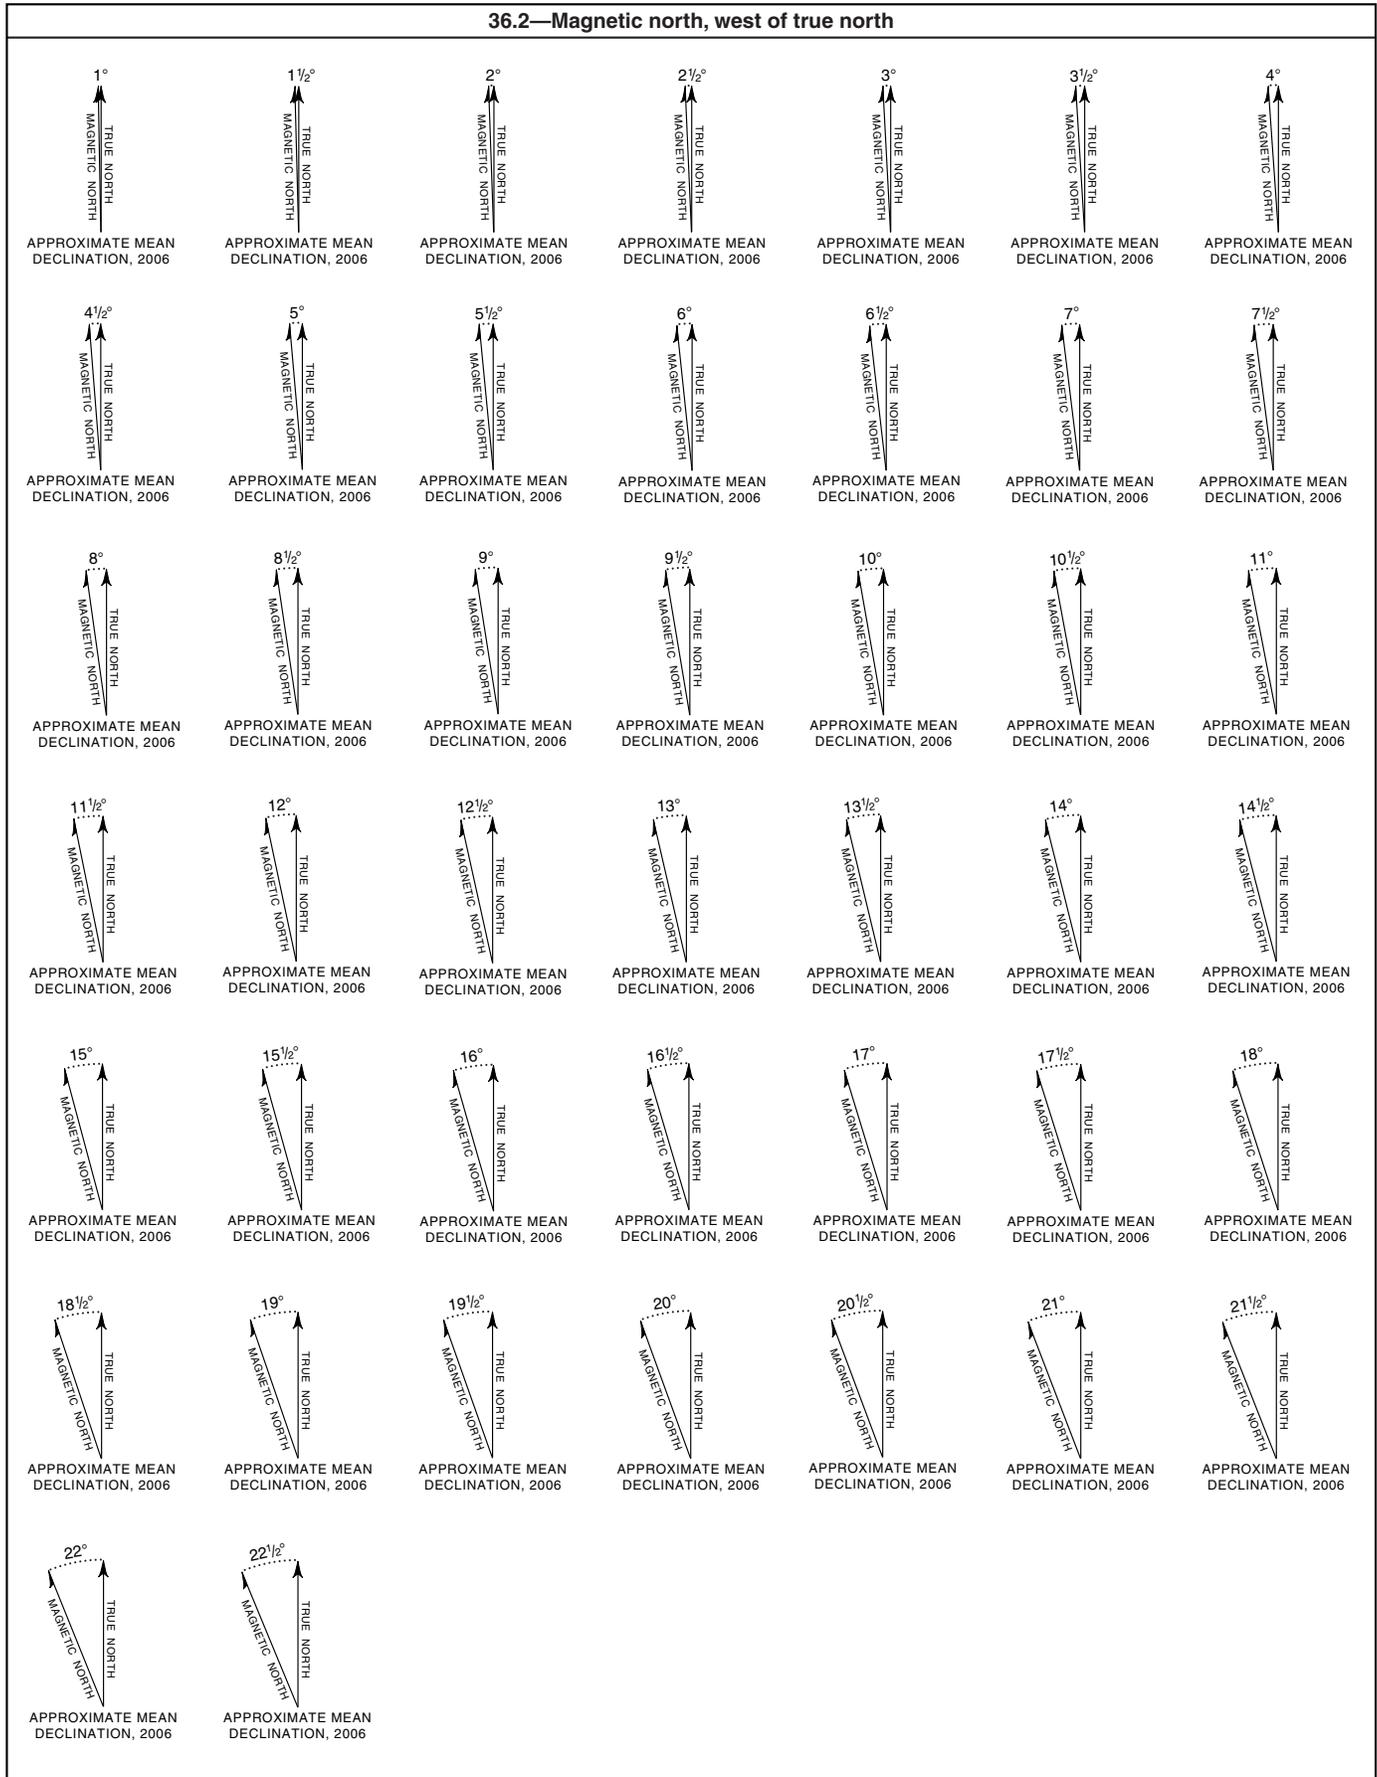 36.2—Magnetic north, west of true north
1° 1½° 2° 2½° 3° 3½° 4°
MAGNETIC NORTH TRUE NORTH MAGNETIC NORTH TRUE NORTH MAGNETIC NORTH TRUE NORTH MAGNETIC NORTH TRUE NORTH MAGNETIC NORTH TRUE NORTH MAGNETIC NORTH TRUE NORTH MAGNETIC NORTH TRUE NORTH
APPROXIMATE MEAN APPROXIMATE MEAN APPROXIMATE MEAN APPROXIMATE MEAN APPROXIMATE MEAN APPROXIMATE MEAN APPROXIMATE MEAN
DECLINATION, 2006 DECLINATION, 2006 DECLINATION, 2006 DECLINATION, 2006 DECLINATION, 2006 DECLINATION, 2006 DECLINATION, 2006
4½° 5° 5½° 6° 6½° 7° 7½°
MAGNETIC NORTH TRUE NORTH MAGNETIC NORTH TRUE NORTH MAGNETIC NORTH TRUE NORTH MAGNETIC NORTH TRUE NORTH MAGNETIC NORTH TRUE NORTH MAGNETIC NORTH TRUE NORTH MAGNETIC NORTH TRUE NORTH
APPROXIMATE MEAN APPROXIMATE MEAN APPROXIMATE MEAN APPROXIMATE MEAN APPROXIMATE MEAN APPROXIMATE MEAN APPROXIMATE MEAN
DECLINATION, 2006 DECLINATION, 2006 DECLINATION, 2006 DECLINATION, 2006 DECLINATION, 2006 DECLINATION, 2006 DECLINATION, 2006
8° 8½° 9° 9½° 10° 10½° 11°
MAGNETIC NORTH TRUE NORTH MAGNETIC NORTH TRUE NORTH MAGNETIC NORTH TRUE NORTH MAGNETIC NORTH TRUE NORTH MAGNETIC NORTH TRUE NORTH MAGNETIC NORTH TRUE NORTH MAGNETIC NORTH TRUE NORTH
APPROXIMATE MEAN APPROXIMATE MEAN APPROXIMATE MEAN APPROXIMATE MEAN APPROXIMATE MEAN APPROXIMATE MEAN APPROXIMATE MEAN
DECLINATION, 2006 DECLINATION, 2006 DECLINATION, 2006 DECLINATION, 2006 DECLINATION, 2006 DECLINATION, 2006 DECLINATION, 2006
11½° 12° 12½° 13° 13½° 14° 14½°
MAGNETIC NORTH TRUE NORTH MAGNETIC NORTH TRUE NORTH MAGNETIC NORTH TRUE NORTH MAGNETIC NORTH TRUE NORTH MAGNETIC NORTH TRUE NORTH MAGNETIC NORTH TRUE NORTH MAGNETIC NORTH TRUE NORTH
APPROXIMATE MEAN APPROXIMATE MEAN APPROXIMATE MEAN APPROXIMATE MEAN APPROXIMATE MEAN APPROXIMATE MEAN APPROXIMATE MEAN
DECLINATION, 2006 DECLINATION, 2006 DECLINATION, 2006 DECLINATION, 2006 DECLINATION, 2006 DECLINATION, 2006 DECLINATION, 2006
15° 15½° 16° 16½° 17° 17½° 18°
MAGNETIC NORTH TRUE NORTH MAGNETIC NORTH TRUE NORTH MAGNETIC NORTH TRUE NORTH MAGNETIC NORTH TRUE NORTH MAGNETIC NORTH TRUE NORTH MAGNETIC NORTH TRUE NORTH MAGNETIC NORTH TRUE NORTH
APPROXIMATE MEAN APPROXIMATE MEAN APPROXIMATE MEAN APPROXIMATE MEAN APPROXIMATE MEAN APPROXIMATE MEAN APPROXIMATE MEAN
DECLINATION, 2006 DECLINATION, 2006 DECLINATION, 2006 DECLINATION, 2006 DECLINATION, 2006 DECLINATION, 2006 DECLINATION, 2006
18½° 19° 19½° 20° 20½° 21° 21½°
MAGNETIC NORTH TRUE NORTH MAGNETIC NORTH TRUE NORTH MAGNETIC NORTH TRUE NORTH MAGNETIC NORTH TRUE NORTH MAGNETIC NORTH TRUE NORTH MAGNETIC NORTH TRUE NORTH MAGNETIC NORTH TRUE NORTH
APPROXIMATE MEAN APPROXIMATE MEAN APPROXIMATE MEAN APPROXIMATE MEAN APPROXIMATE MEAN APPROXIMATE MEAN APPROXIMATE MEAN
DECLINATION, 2006 DECLINATION, 2006 DECLINATION, 2006 DECLINATION, 2006 DECLINATION, 2006 DECLINATION, 2006 DECLINATION, 2006
22° 22½°
MAGNETIC NORTH TRUE NORTH MAGNETIC NORTH TRUE NORTH
APPROXIMATE MEAN APPROXIMATE MEAN
DECLINATION, 2006 DECLINATION, 2006